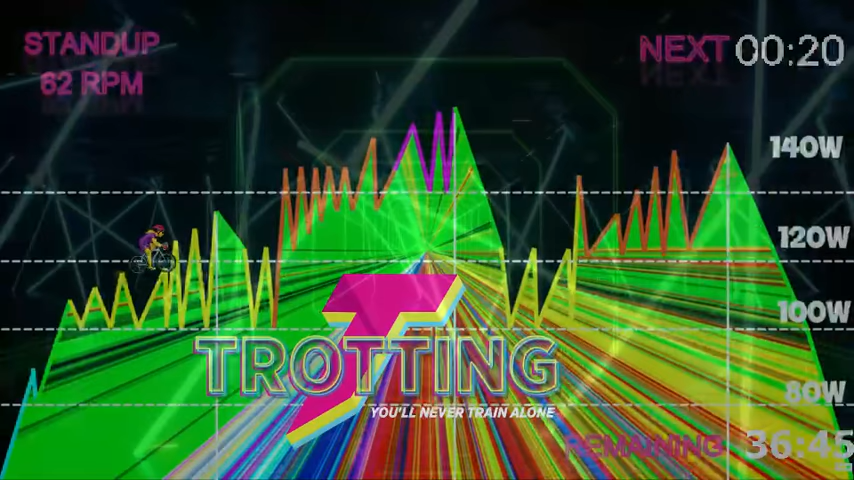 STANDUP
62 RPM
NEXT 00:20
140W
120W
100W
80W
TROTTING
YOU'LL NEVER TRAIN ALONE
REMAINING 36:45